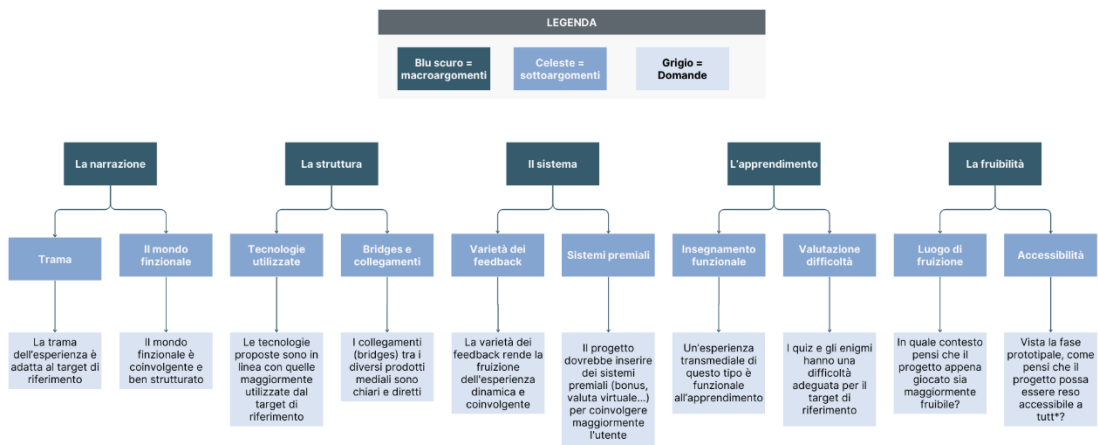 LEGENDA
Blu scuro =
macroargomenti
Celeste =
sottoargomenti
Grigio =
Domande
La narrazione
La struttura
Il sistema
L'apprendimento
La fruibilità
Trama
Il mondo
finzionale
Tecnologie
utilizzate
Bridges e
collegamenti
Varietà dei
feedback
Sistemi premiali
Insegnamento
funzionale
Valutazione
difficoltà
Luogo di
fruizione
Accessibilità
La trama
dell'esperienza è
adatta al target di
riferimento
Il mondo
finzionale è
coinvolgente e
ben strutturato
Le tecnologie
proposte sono in
linea con quelle
maggiormente
utilizzate dal
target di
riferimento
I collegamenti
(bridges) tra i
diversi prodotti
mediali sono
chiari e diretti
La varietà dei
feedback rende la
fruizione
dell'esperienza
dinamica e
coinvolgente
Il progetto
dovrebbe inserire
dei sistemi
premiali (bonus,
valuta virtuale...)
per coinvolgere
maggiormente
l'utente
Un'esperienza
transmediale di
questo tipo è
funzionale
all'apprendimento
I quiz e gli enigmi
hanno una
difficoltà
adeguata per il
target di
riferimento
In quale contesto
pensi che il
progetto appena
giocato sia
maggiormente
fruibile?
Vista la fase
prototipale, come
pensi che il
progetto possa
essere reso
accessibile a
tutt*?